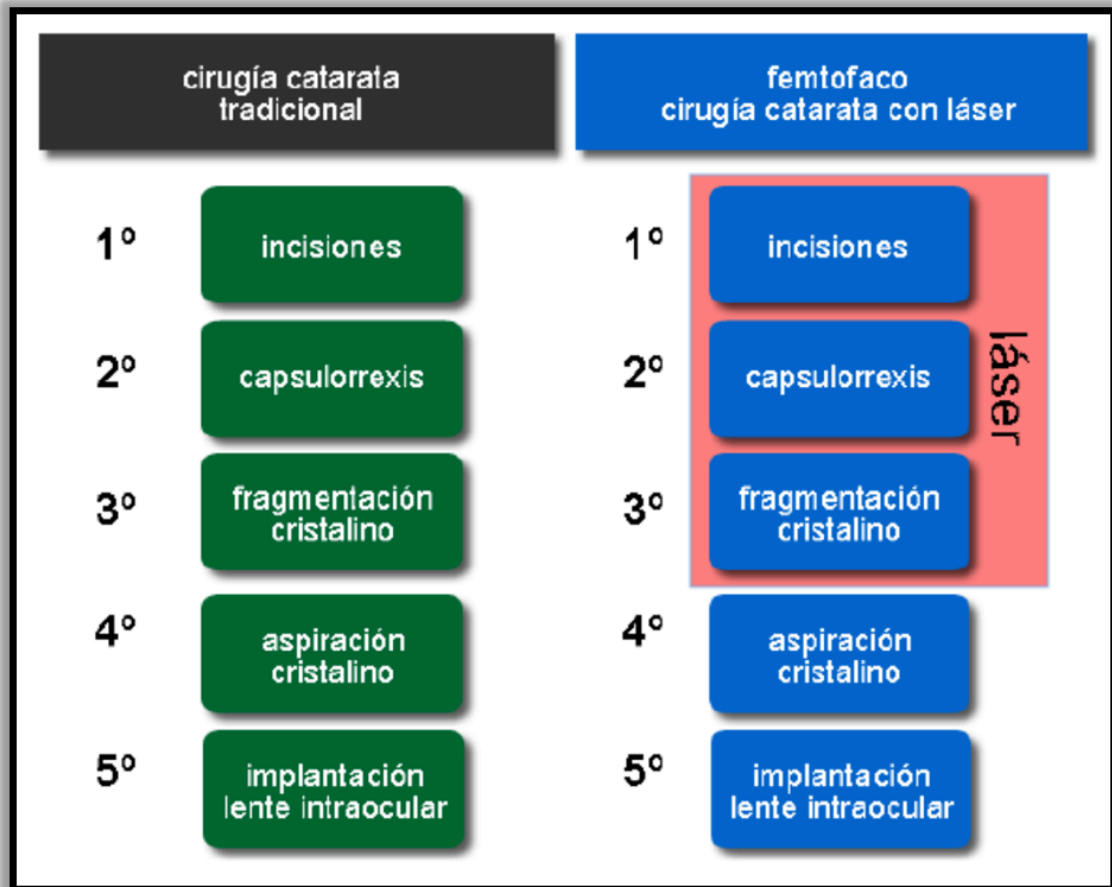 cirugía catarata
tradicional
1º
incisiones
2º
capsulorrexis
3º
fragmentación
cristalino
4º
aspiración
cristalino
5º
implantación
lente intraocular
femtofaco
cirugía catarata con láser
1º
incisiones
2º
capsulorrexis
3º
fragmentación
cristalino
láser
4º
aspiración
cristalino
5º
implantación
lente intraocular